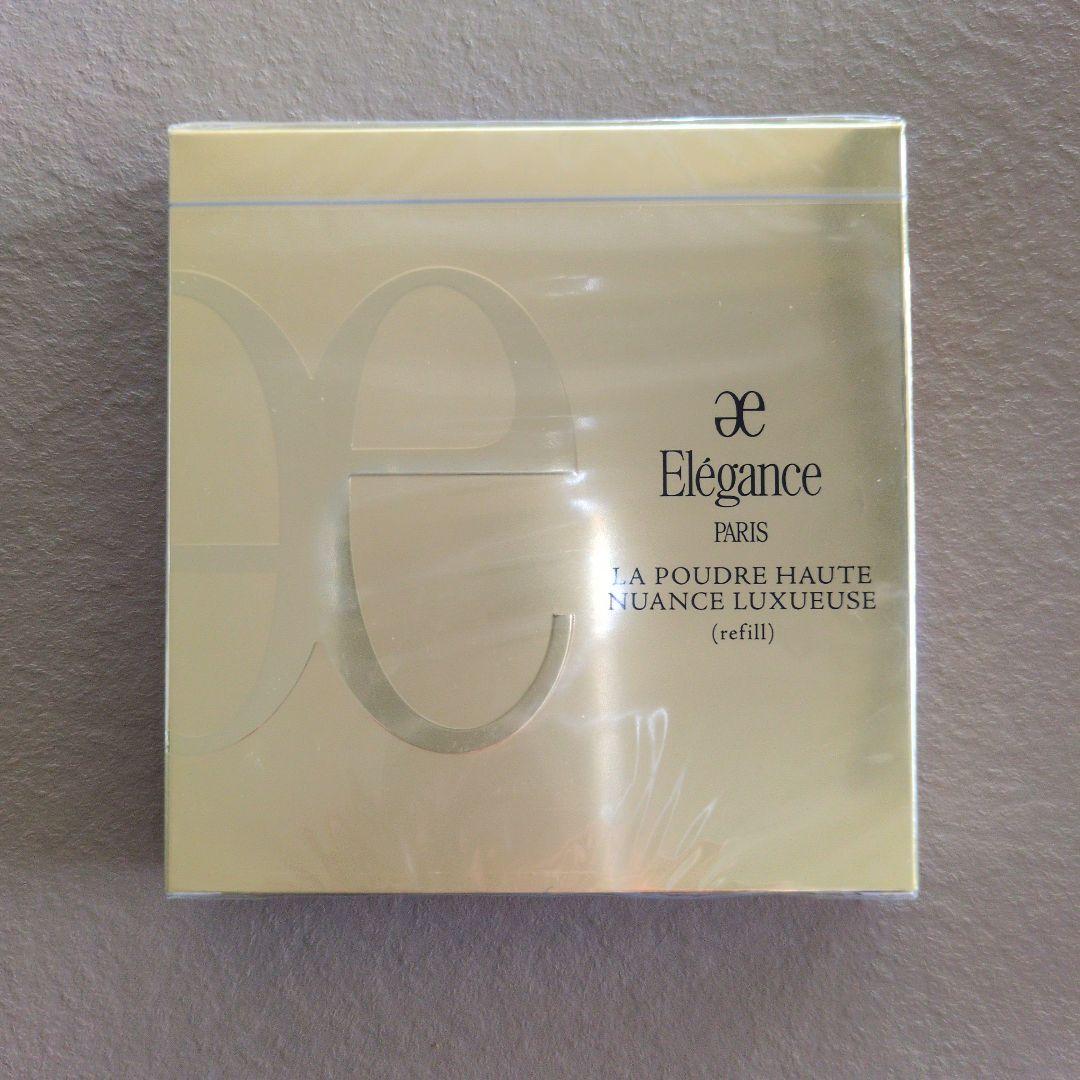 æ
Elégance
PARIS
LA POUDRE HAUTE
NUANCE LUXUEUSE
(refill)